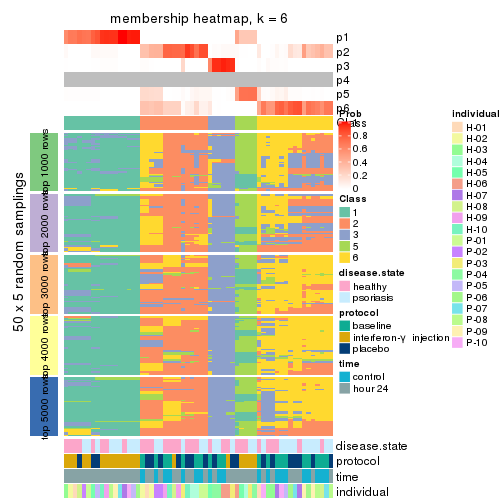 membership heatmap, k = 6
p1
p2
p3
p4
p5
p6
Class
50 x 5 random samplings
top 1000 rows
top 2000 rows
top 3000 rows
top 4000 rows
top 5000 rows
disease.state
protocol
time
individual
Prob
1
0.8
0.6
0.4
0.2
0
Class
1
2
3
5
6
disease.state
healthy
psoriasis
protocol
baseline
interferon-γ injection
placebo
time
control
hour 24
individual
H-01
H-02
H-03
H-04
H-05
H-06
H-07
H-08
H-09
H-10
P-01
P-02
P-03
P-04
P-05
P-06
P-07
P-08
P-09
P-10